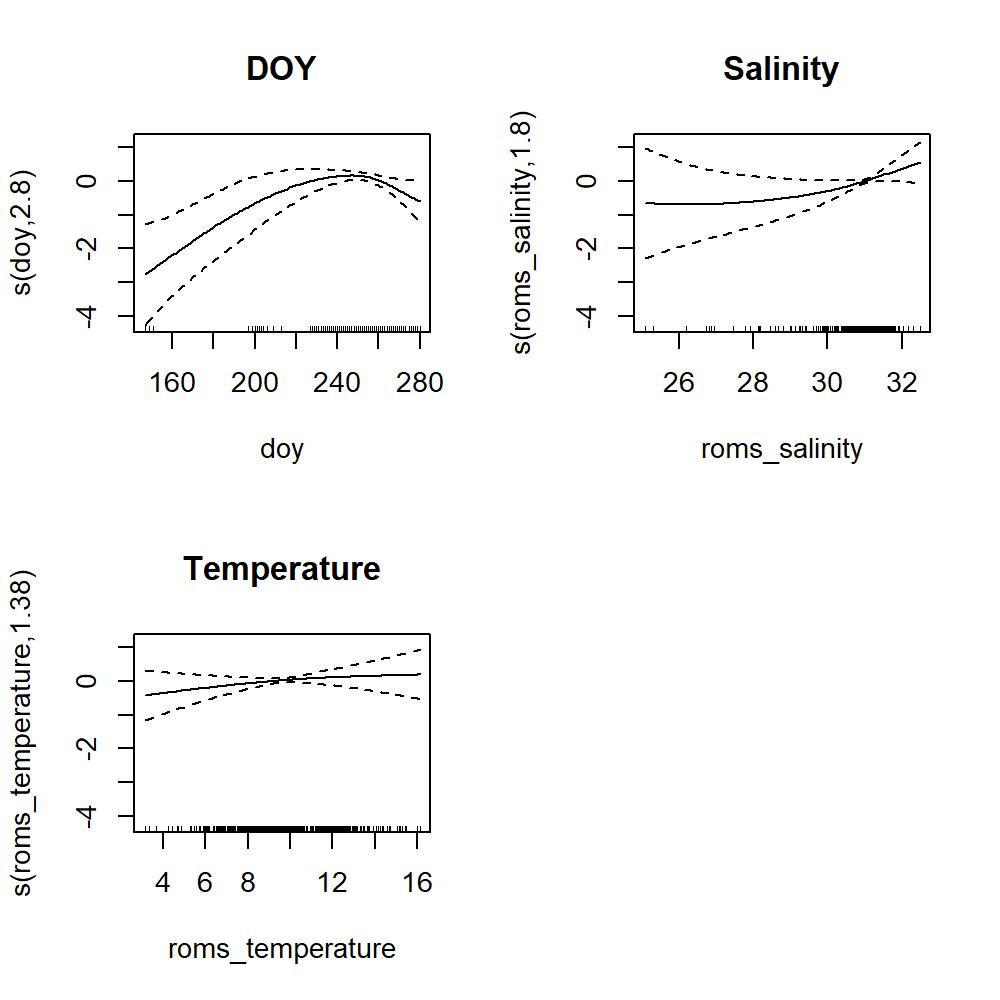 DOY
s(doy,2.8)
0
-2
-4
160 200 240 280
doy
Salinity
s(roms_salinity,1.8)
0
-2
-4
26 28 30 32
roms_salinity
Temperature
s(roms_temperature,1.38)
0
-2
-4
4 6 8 12 16
roms_temperature